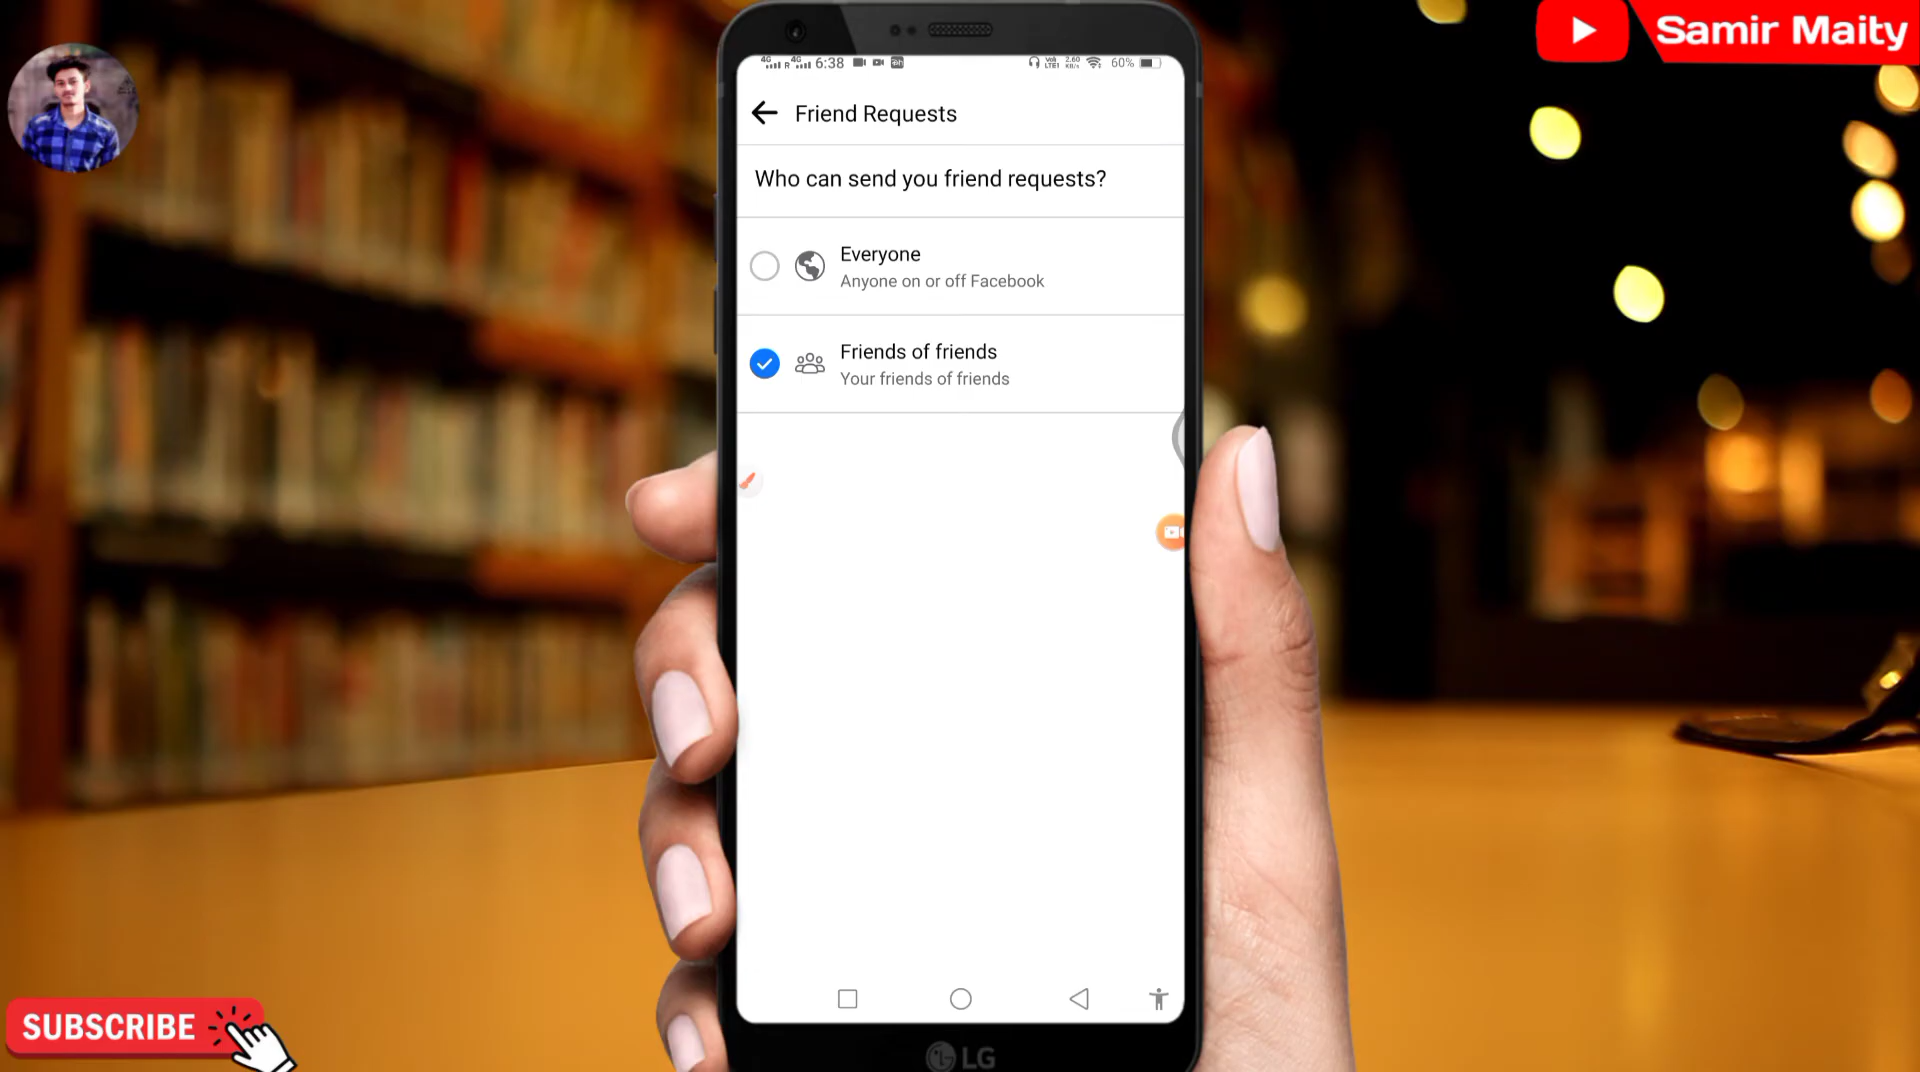 Samir Maity
6:38
60%
Friend Requests
Who can send you friend requests?
Everyone
Anyone on or off Facebook
Friends of friends
Your friends of friends
SUBSCRIBE
LG